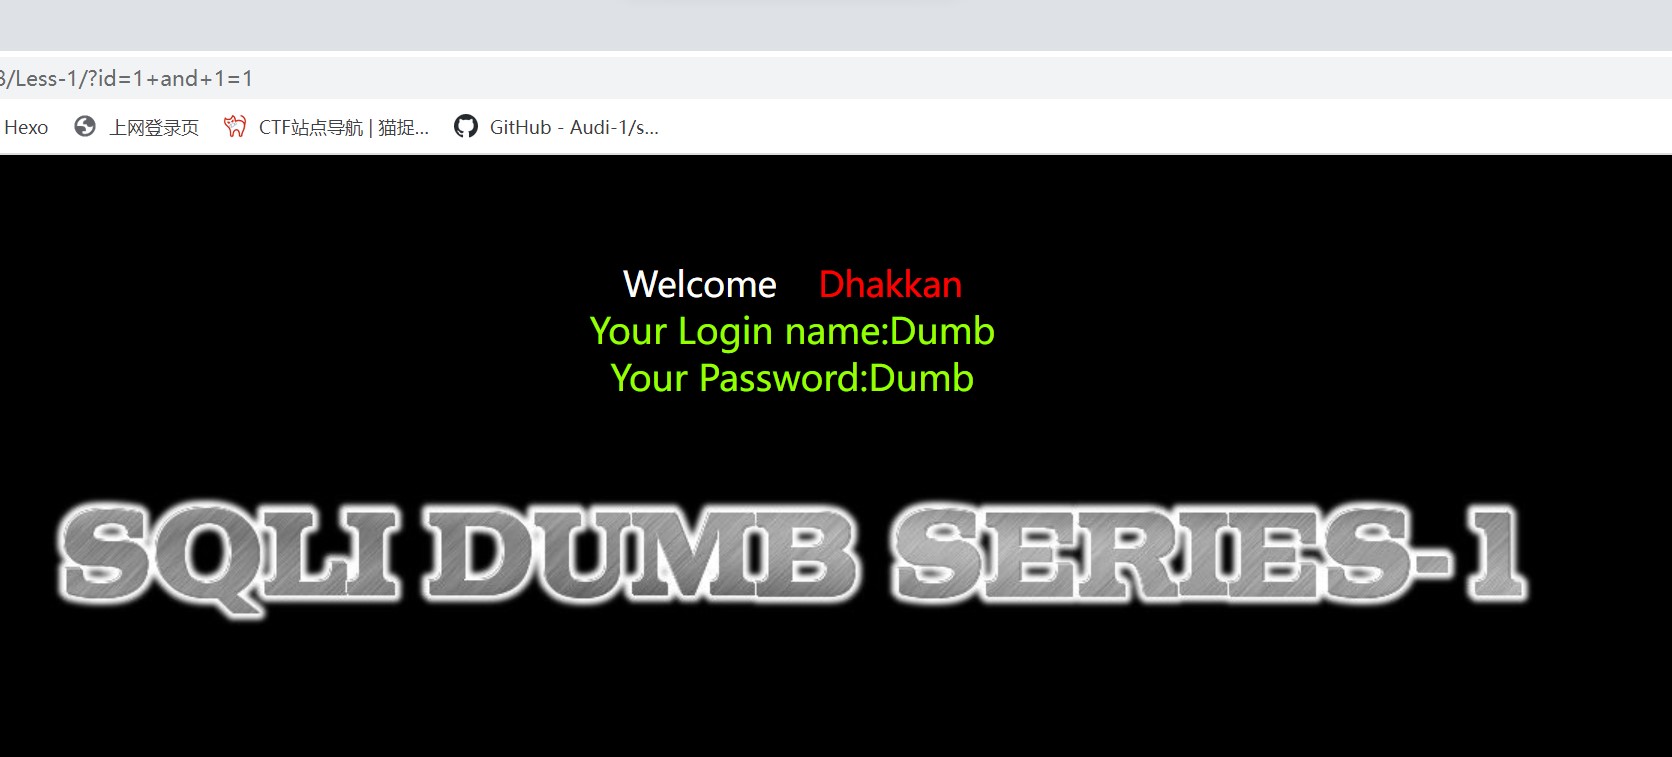 3/Less-1/?id=1+and+1=1
Hexo 上网登录页 CTF站点导航 | 猫捉... GitHub - Audi-1/s...
Welcome Dhakkan
Your Login name:Dumb
Your Password:Dumb
SQLI DUMB SERIES-1